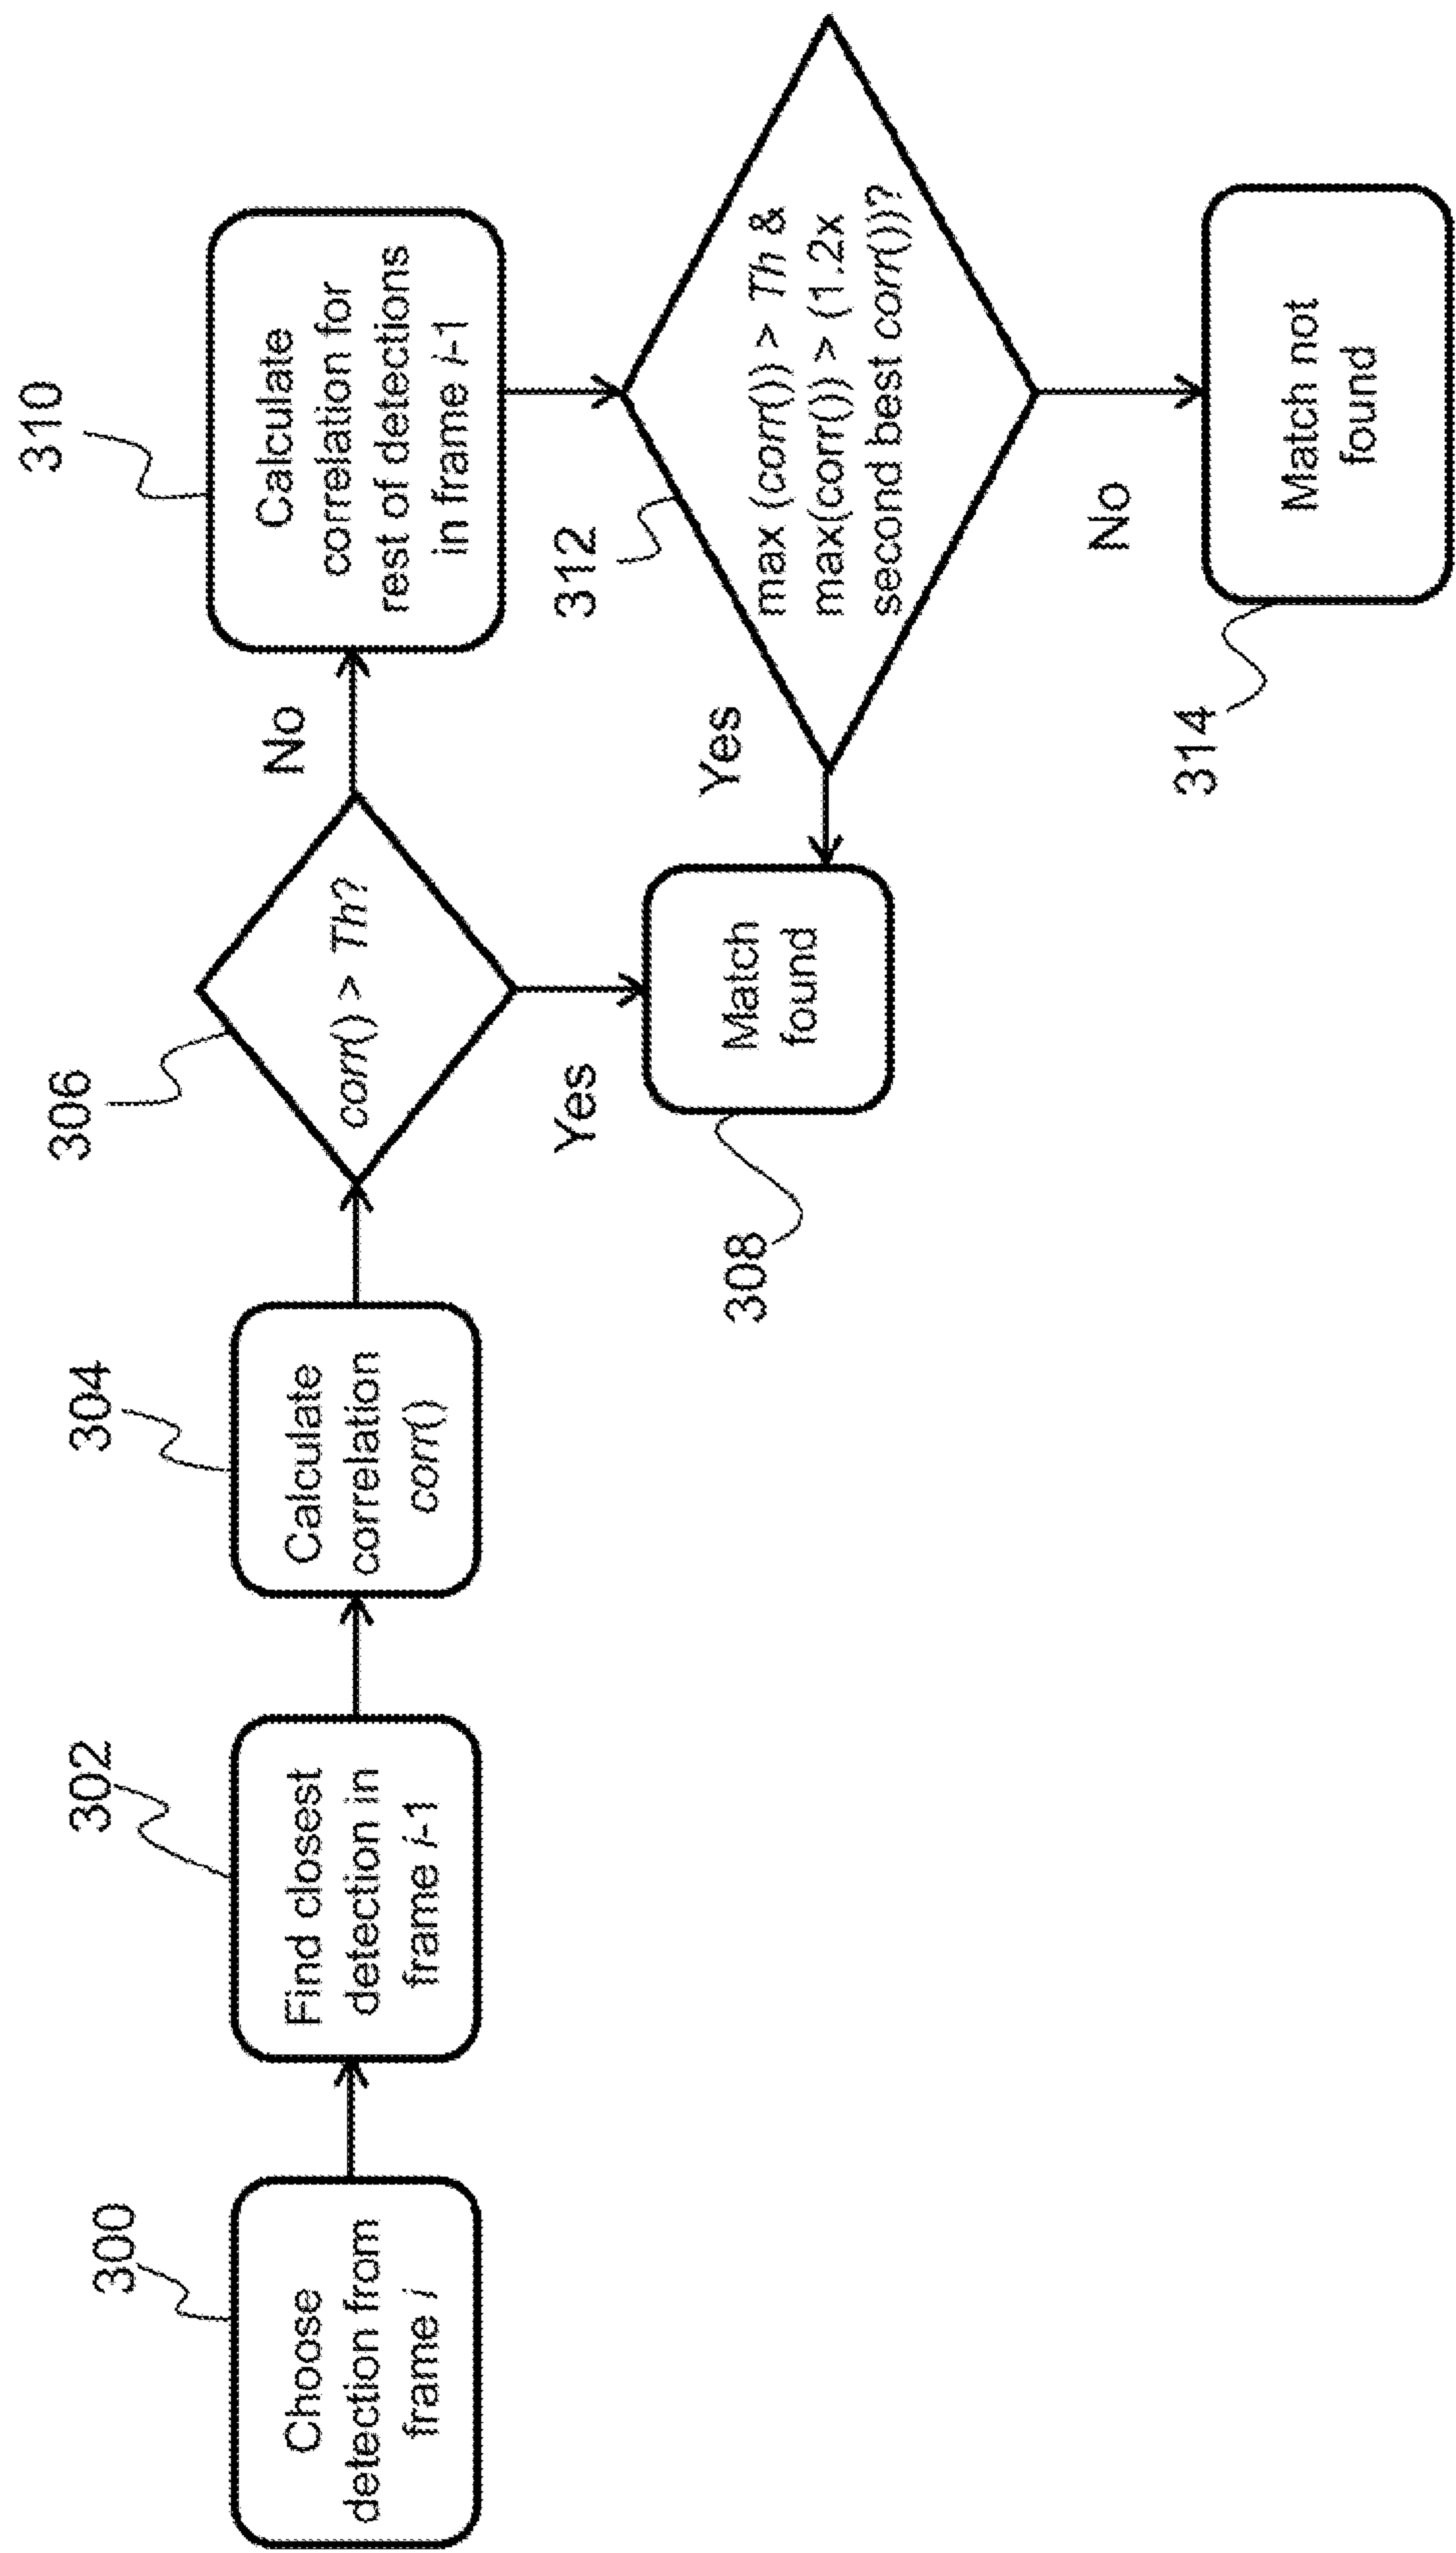 300
Choose
detection from
frame i
302
Find closest
detection in
frame i-1
304
Calculate
correlation
corr()
306
corr() > Th?
No
Yes
310
Calculate
correlation for
rest of detections
in frame i-1
308
Match
found
312
max (corr()) > Th &
max(corr()) > (1.2x
second best corr())?
Yes
No
314
Match not
found